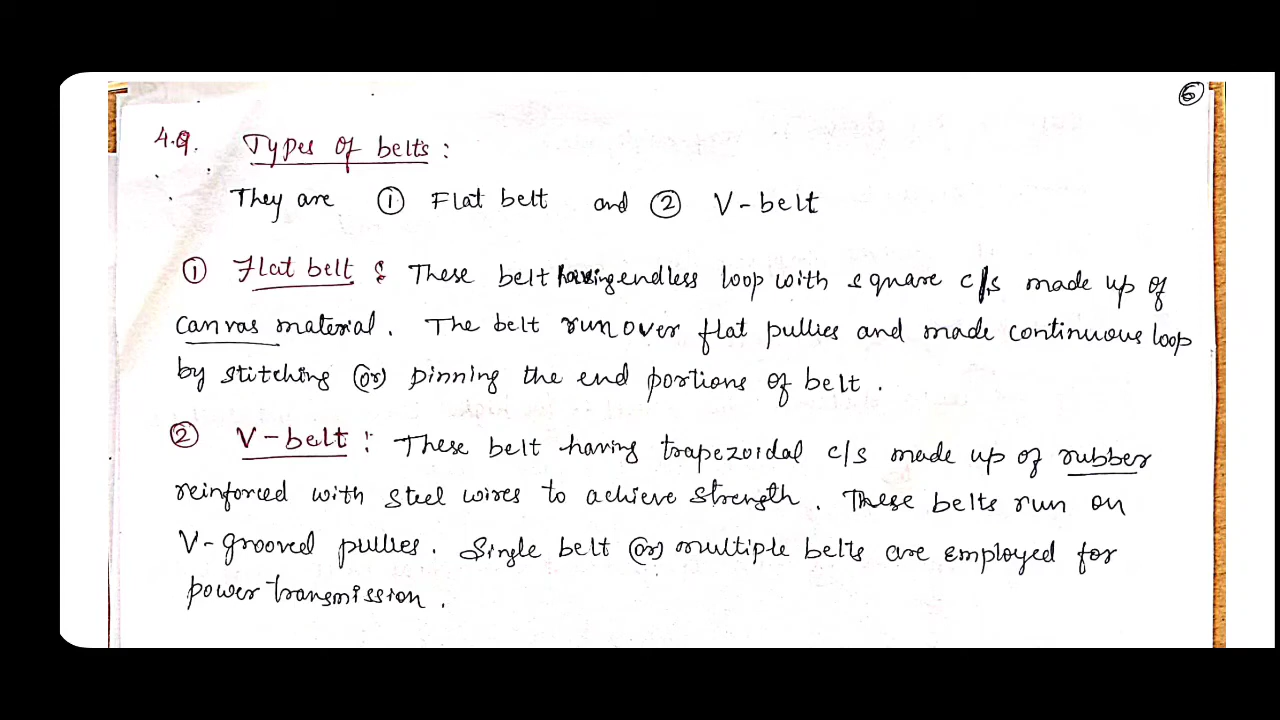 6
4.9. Types of belts :
They are ① Flat belt and ② V-belt
① Flat belt : These belt having endless loop with square c/s made up of
canvas material. The belt run over flat pullies and made continuous loop
by stitching (or) pinning the end portions of belt.
② V-belt : These belt having trapezoidal c/s made up of rubber
reinforced with steel wires to achieve strength. These belts run on
V-grooved pullies. Single belt (or) multiple belts are employed for
power transmission.